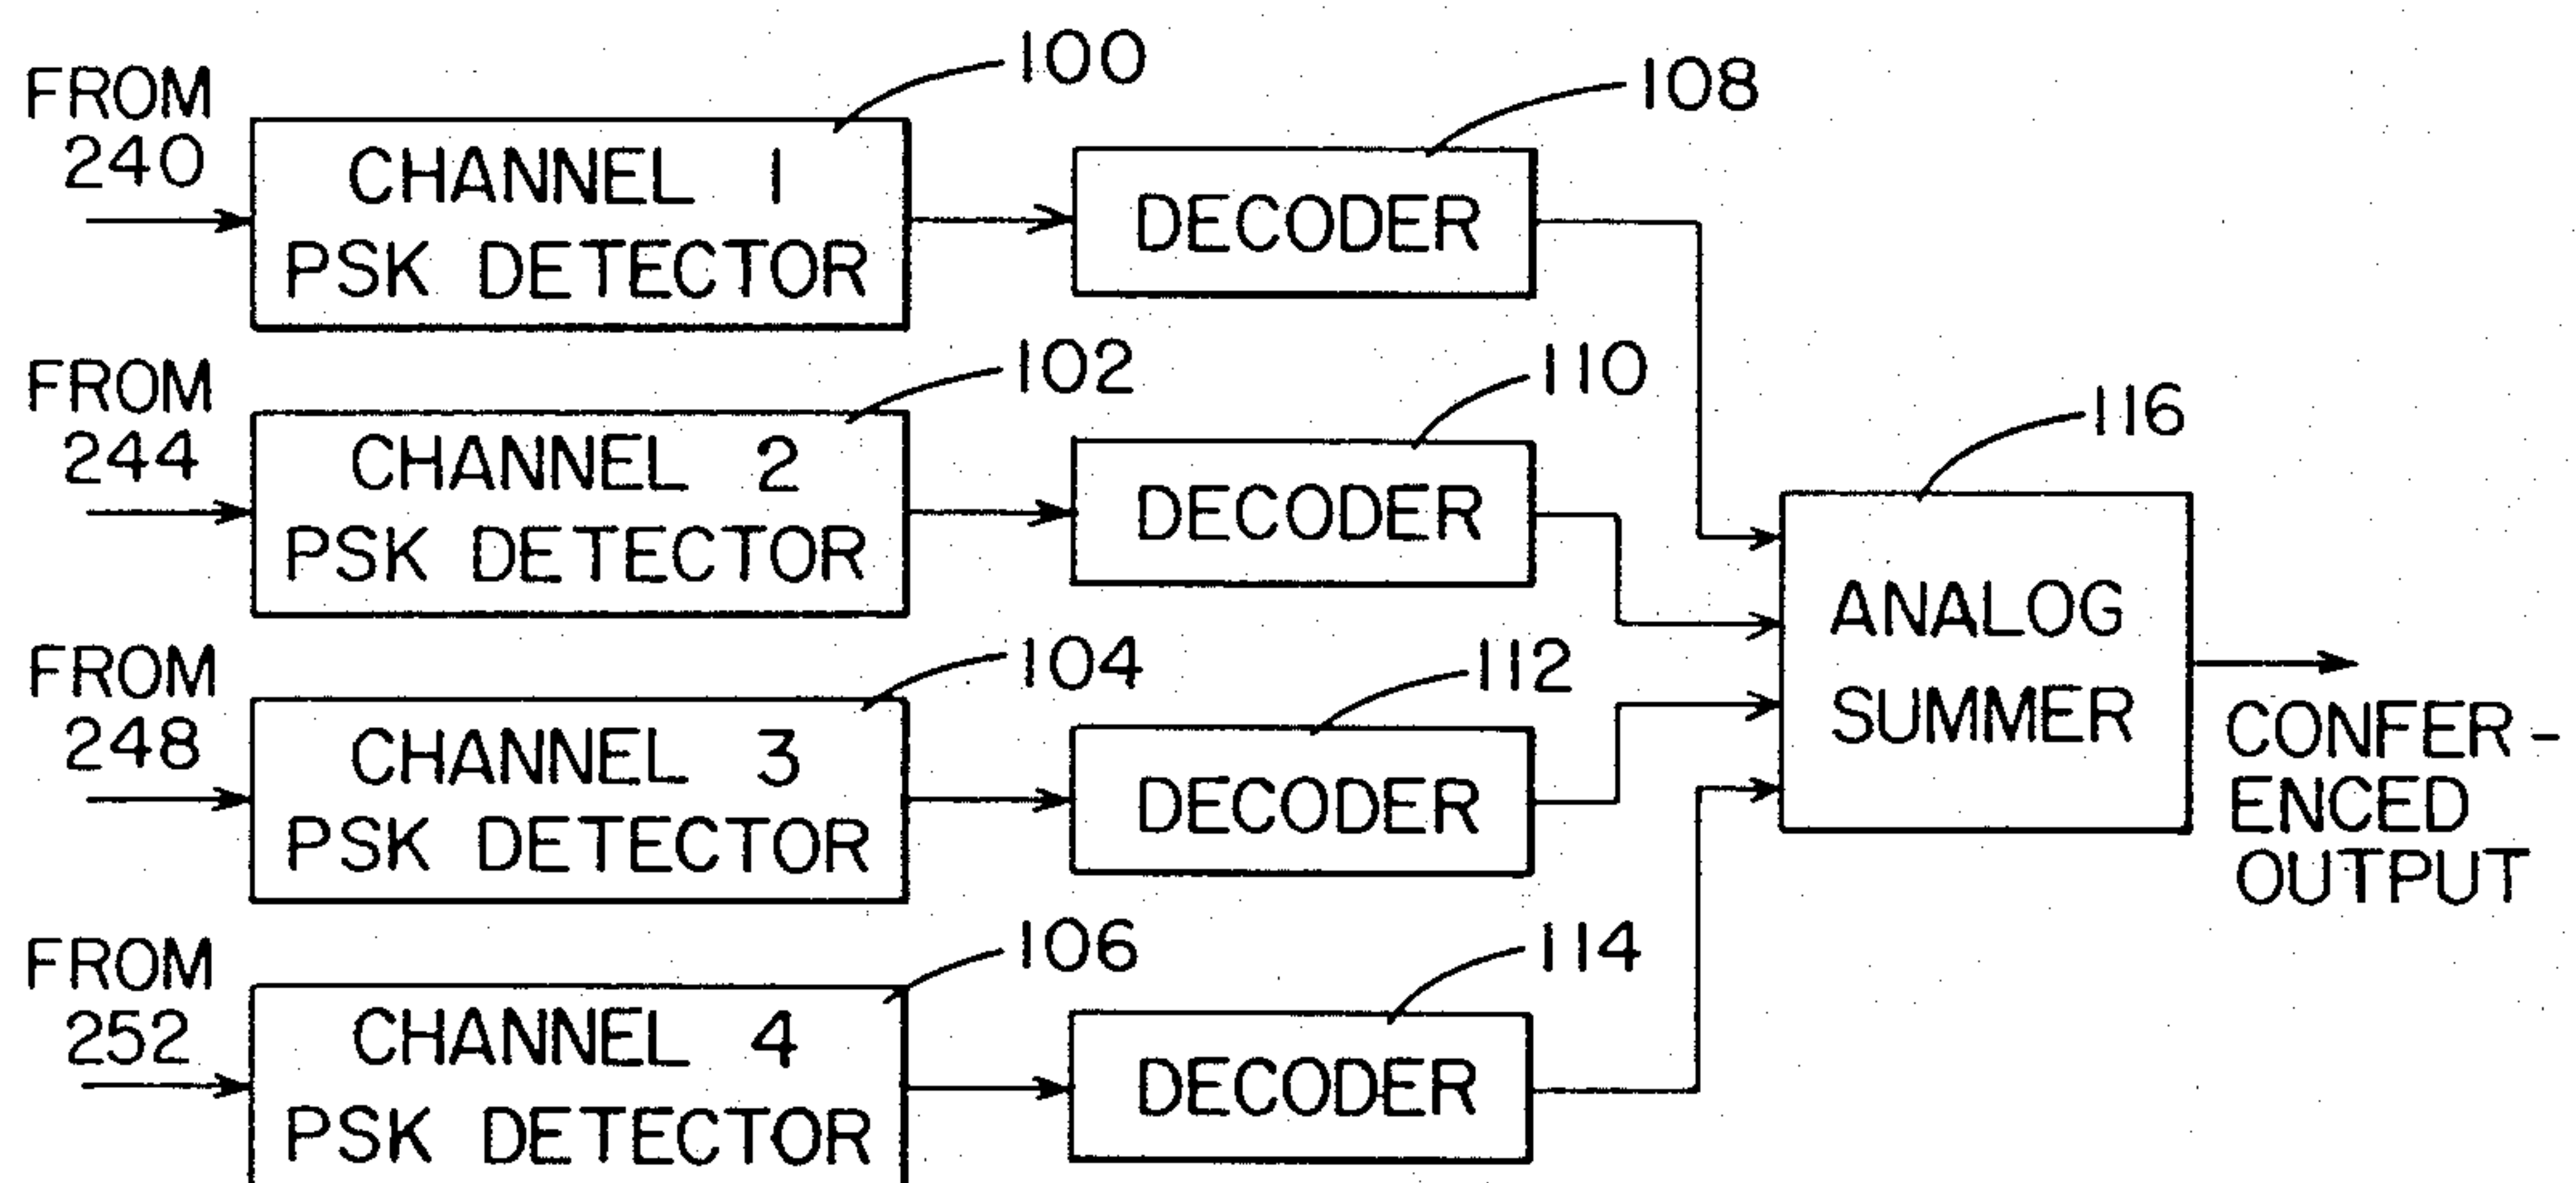 FROM
240
CHANNEL 1
PSK DETECTOR
100
DECODER
108
FROM
244
CHANNEL 2
PSK DETECTOR
102
DECODER
110
FROM
248
CHANNEL 3
PSK DETECTOR
104
DECODER
112
FROM
252
CHANNEL 4
PSK DETECTOR
106
DECODER
114
116
ANALOG
SUMMER
CONFER-
ENCED
OUTPUT